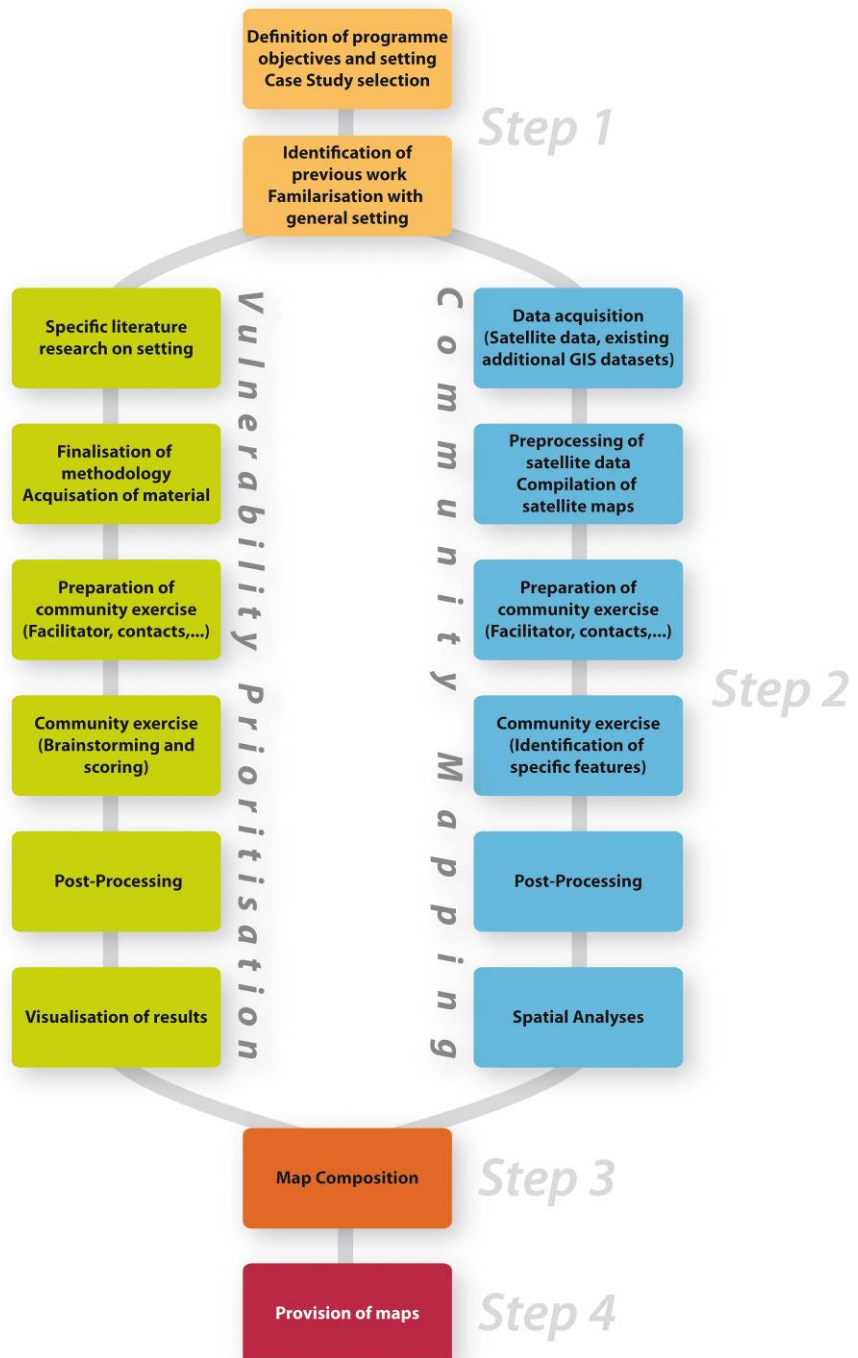 Definition of programme
objectives and setting
Case Study selection
Step 1
Identification of
previous work
Familarisation with
general setting
Vulnerability Prioritisation
Specific literature
research on setting
Finalisation of
methodology
Acquisation of material
Preparation of
community exercise
(Facilitator, contacts,...)
Community exercise
(Brainstorming and
scoring)
Post-Processing
Visualisation of results
Community Mapping
Data acquisition
(Satellite data, existing
additional GIS datasets)
Preprocessing of
satellite data
Compilation of
satellite maps
Preparation of
community exercise
(Facilitator, contacts,...)
Community exercise
(Identification of
specific features)
Post-Processing
Spatial Analyses
Step 2
Map Composition
Step 3
Provision of maps
Step 4